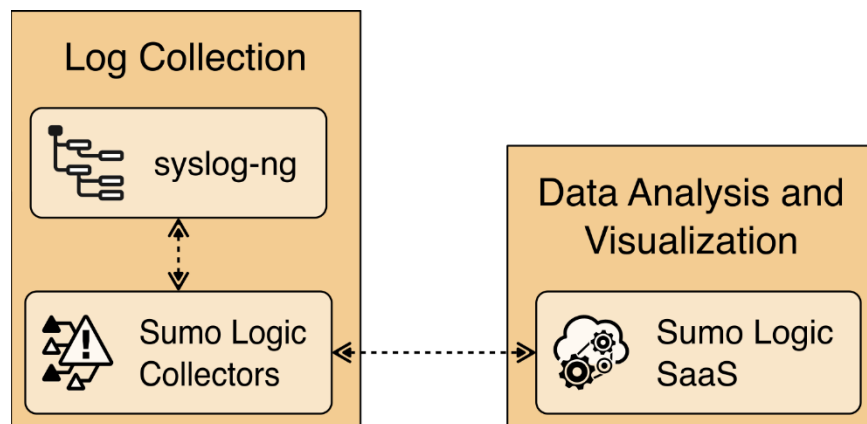 Log Collection
syslog-ng
Sumo Logic
Collectors
Data Analysis and
Visualization
Sumo Logic
SaaS